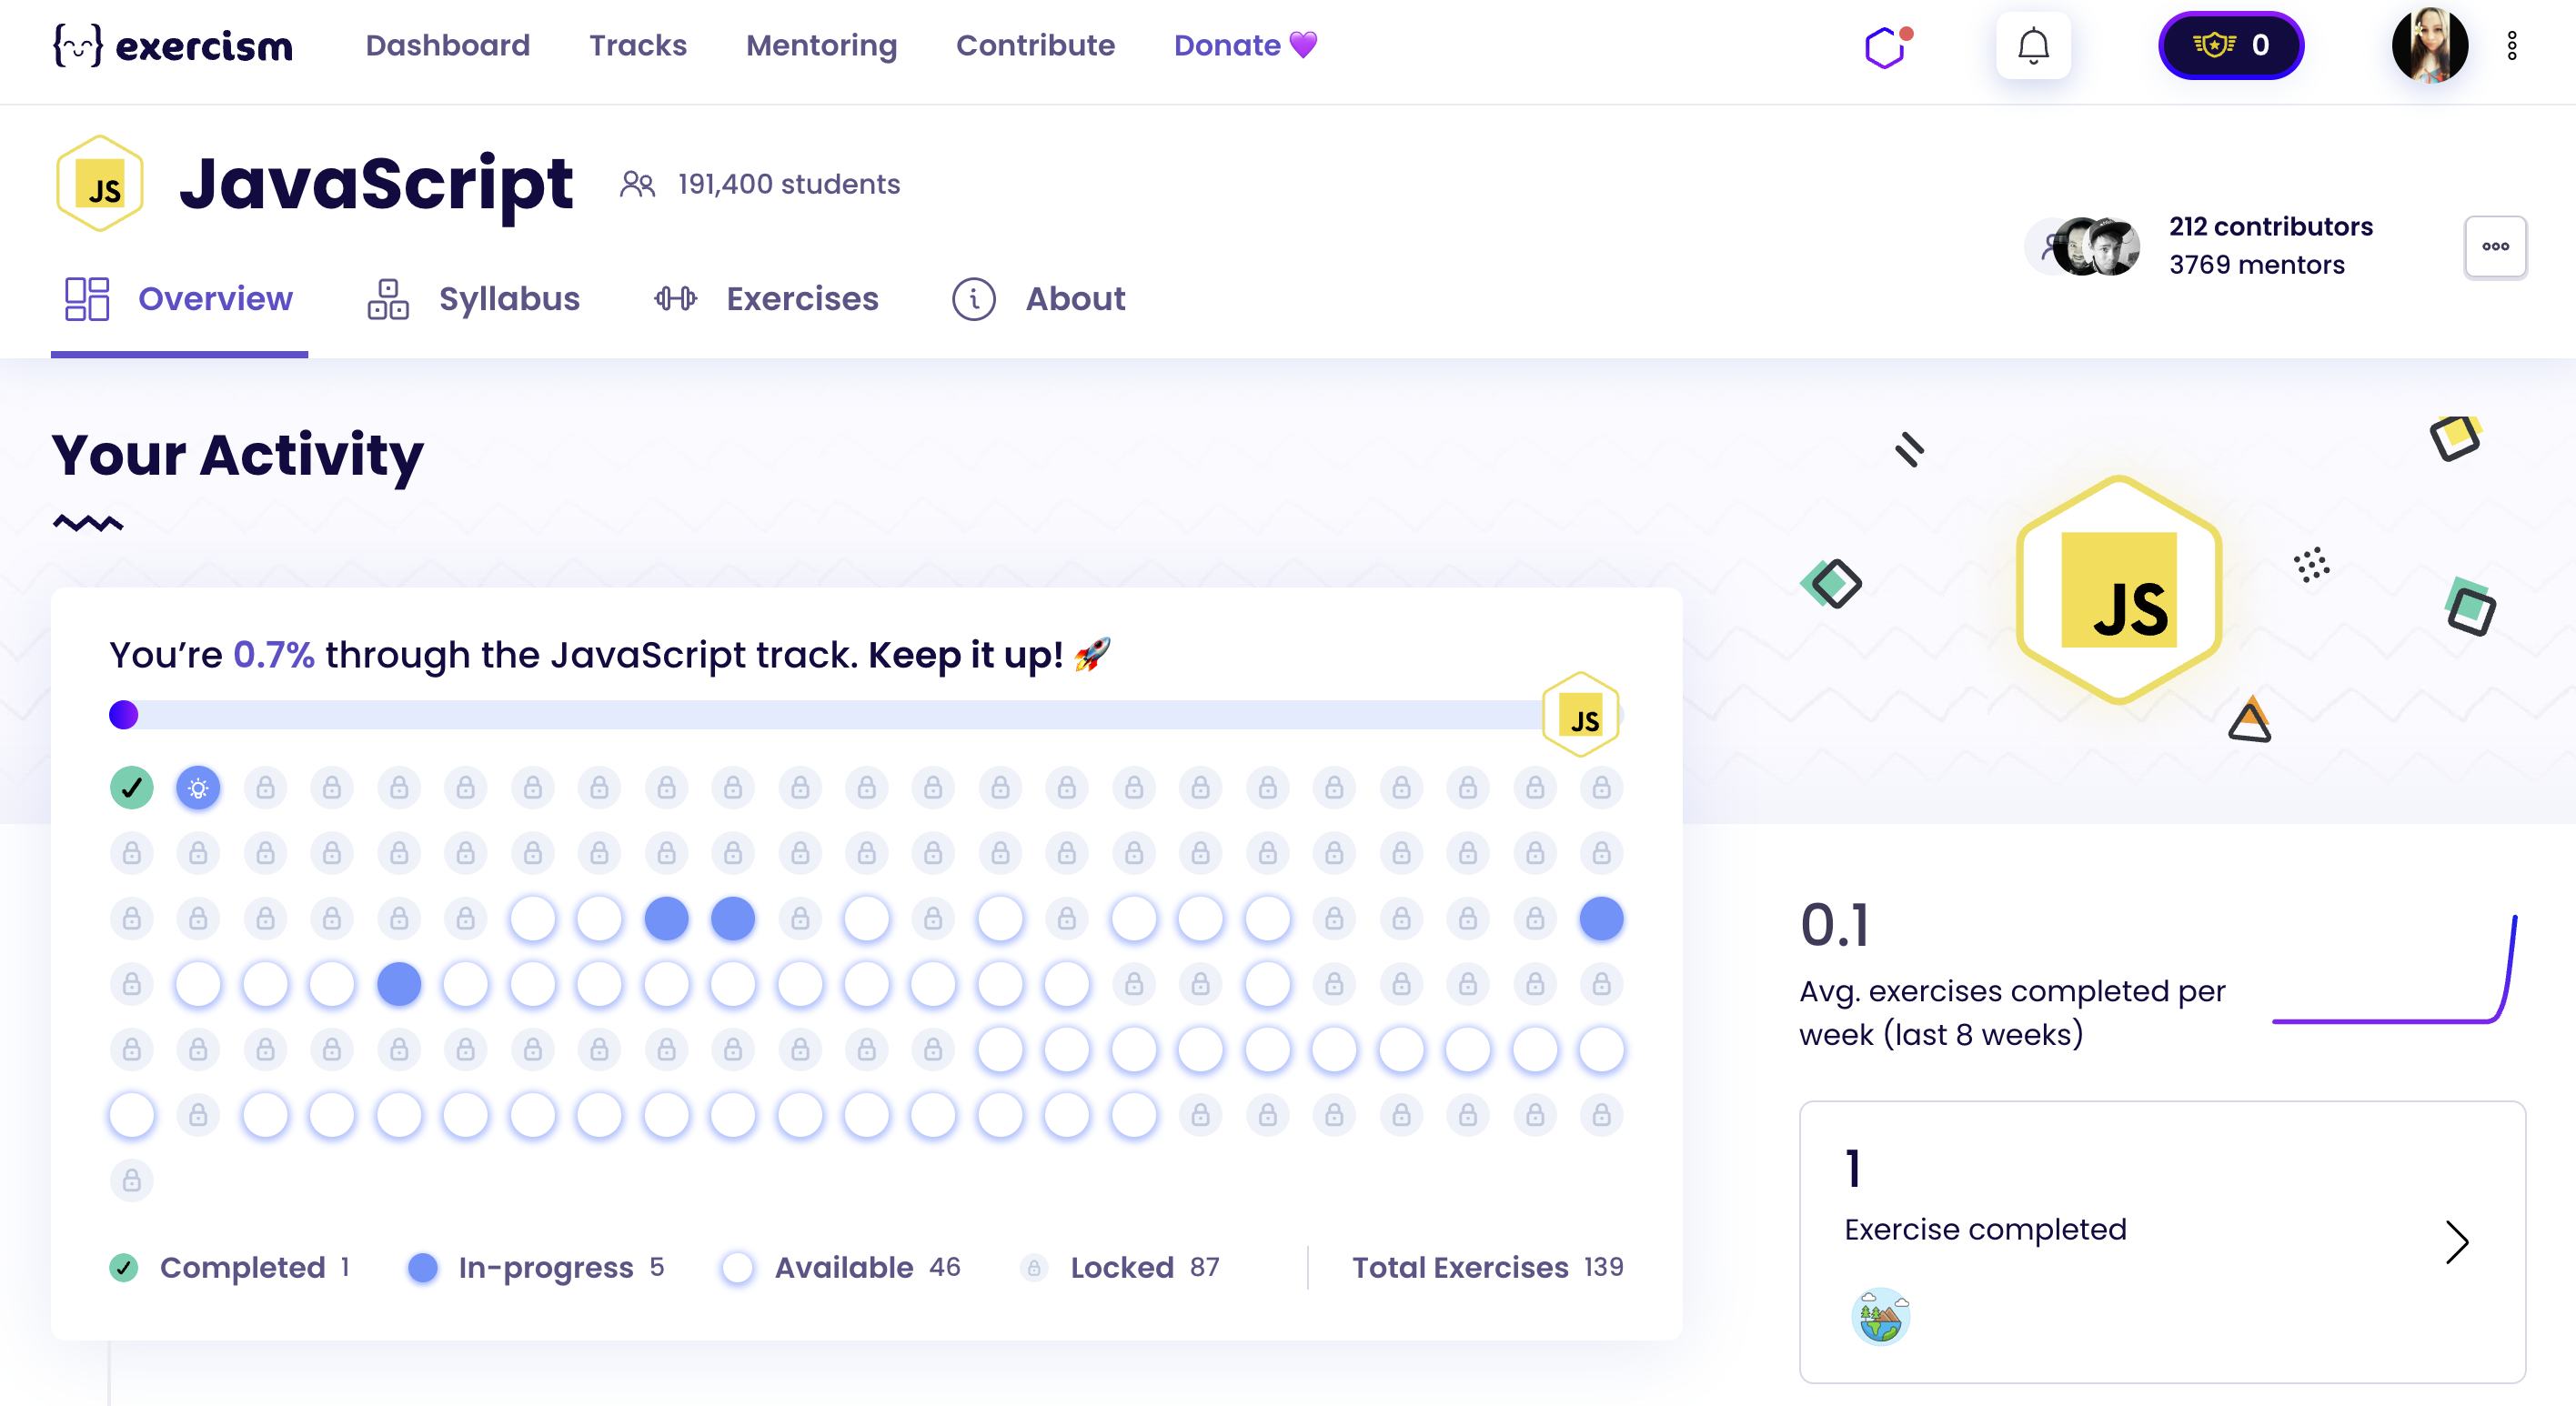 exercism Dashboard Tracks Mentoring Contribute Donate 💜 0
JS JavaScript 191,400 students
212 contributors
3769 mentors
Overview Syllabus Exercises About
Your Activity
JS
You’re 0.7% through the JavaScript track. Keep it up! 🚀
JS
0.1
Avg. exercises completed per
week (last 8 weeks)
1
Exercise completed
Completed 1 In-progress 5 Available 46 Locked 87 Total Exercises 139